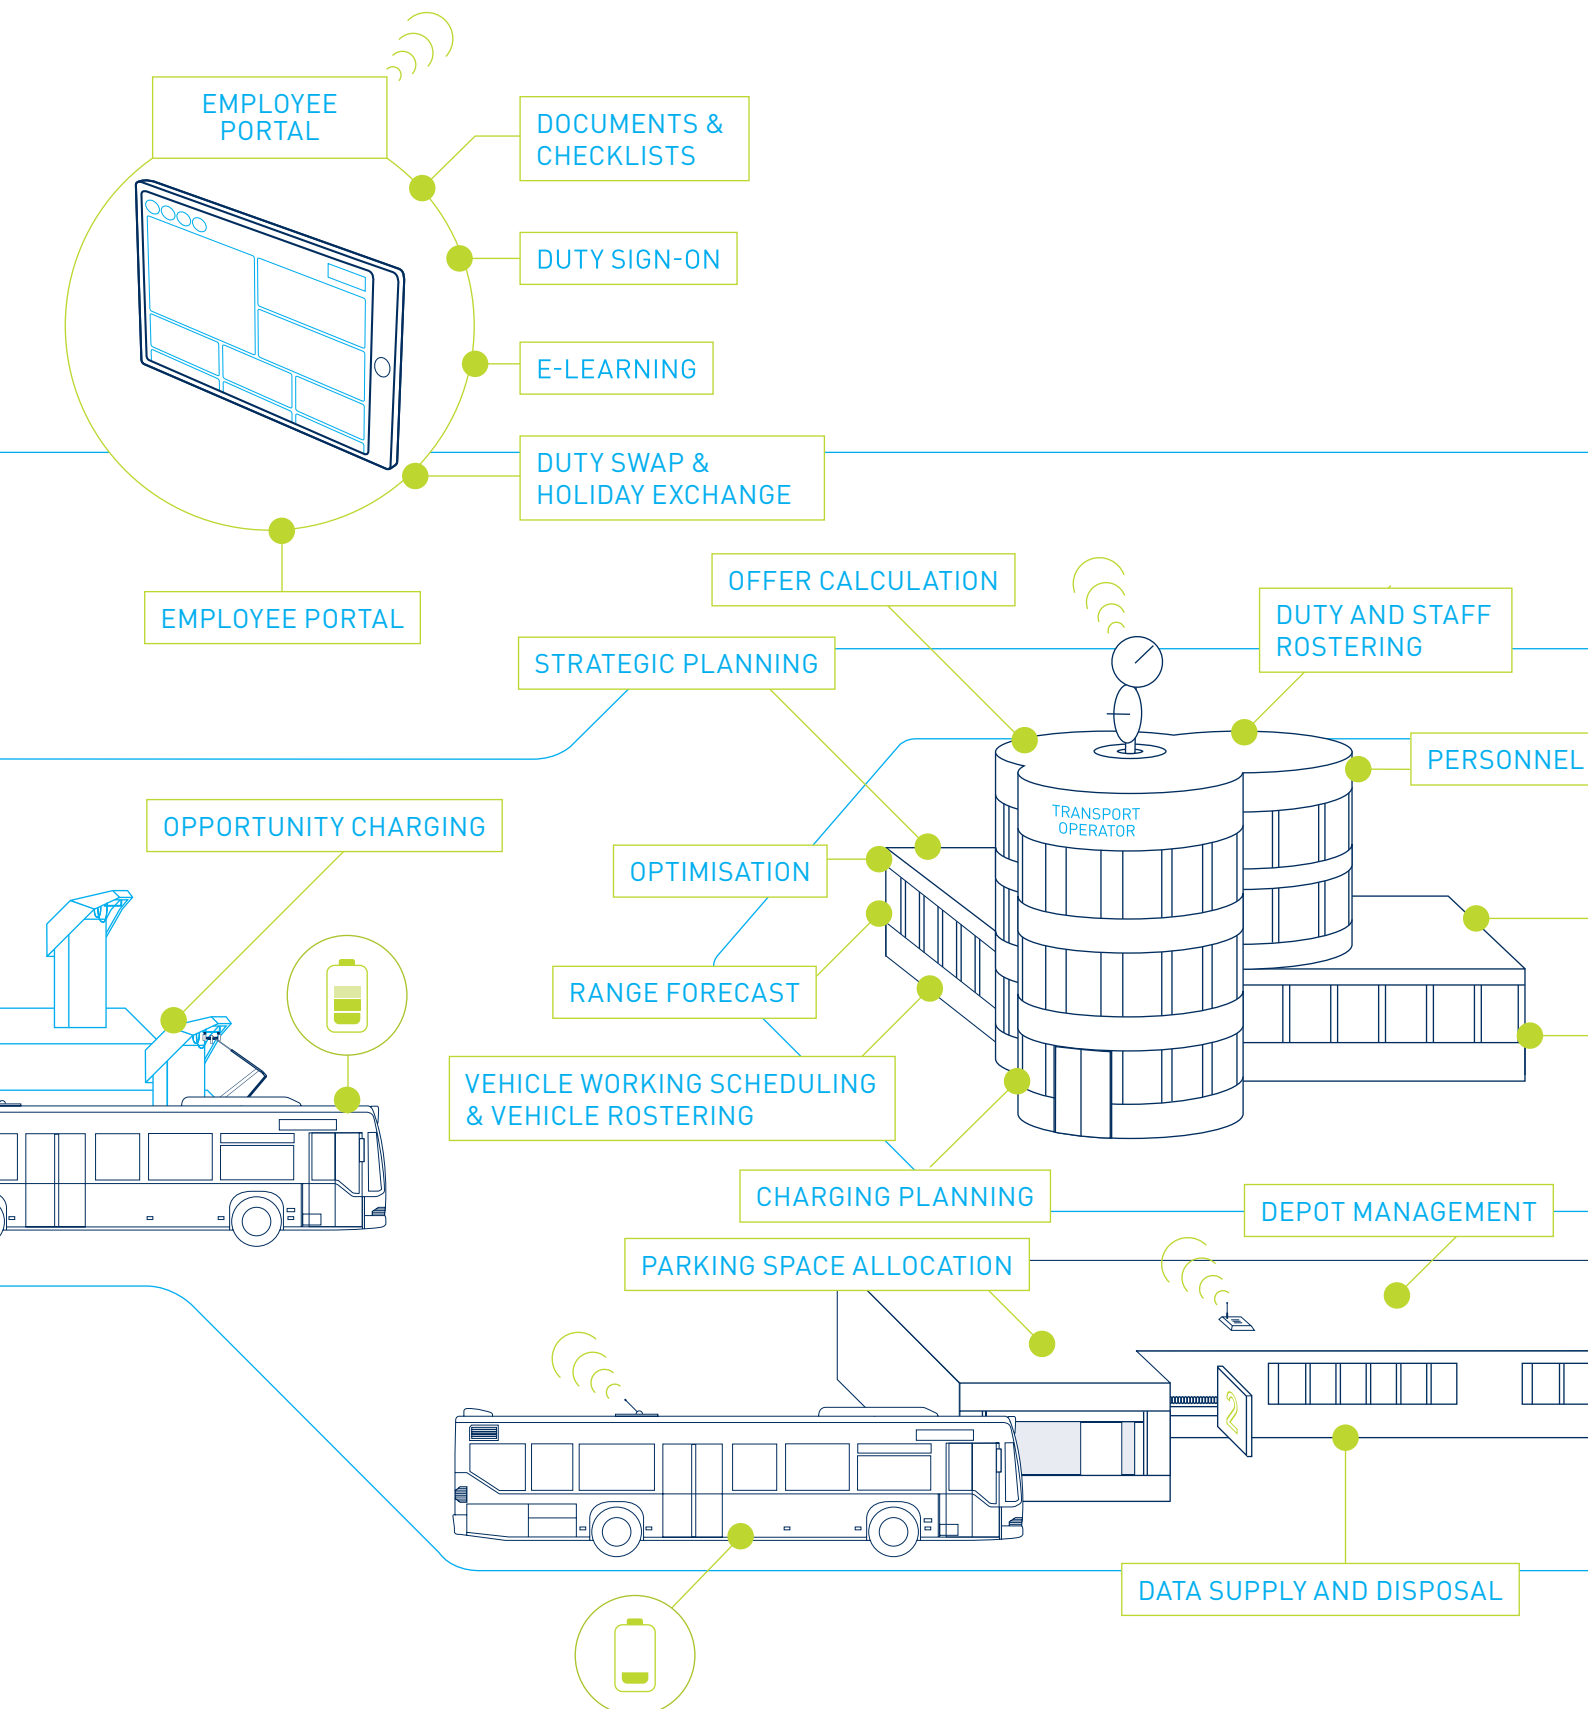 EMPLOYEE
PORTAL
DOCUMENTS &
CHECKLISTS
DUTY SIGN-ON
E-LEARNING
DUTY SWAP &
HOLIDAY EXCHANGE
EMPLOYEE PORTAL
OFFER CALCULATION
DUTY AND STAFF
ROSTERING
STRATEGIC PLANNING
PERSONNEL
TRANSPORT
OPERATOR
OPPORTUNITY CHARGING
OPTIMISATION
RANGE FORECAST
VEHICLE WORKING SCHEDULING
& VEHICLE ROSTERING
CHARGING PLANNING
DEPOT MANAGEMENT
PARKING SPACE ALLOCATION
2
DATA SUPPLY AND DISPOSAL